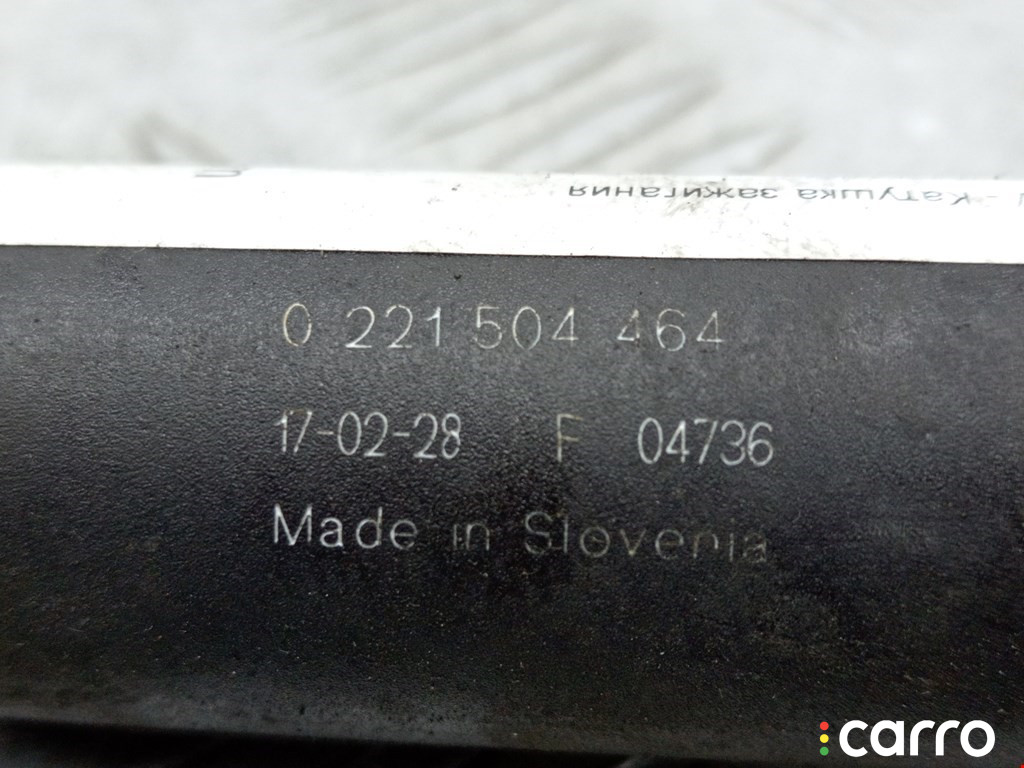 - Катушка зажигания
0 221 504 464
17-02-28 F 04736
Made in Slovenia
carro